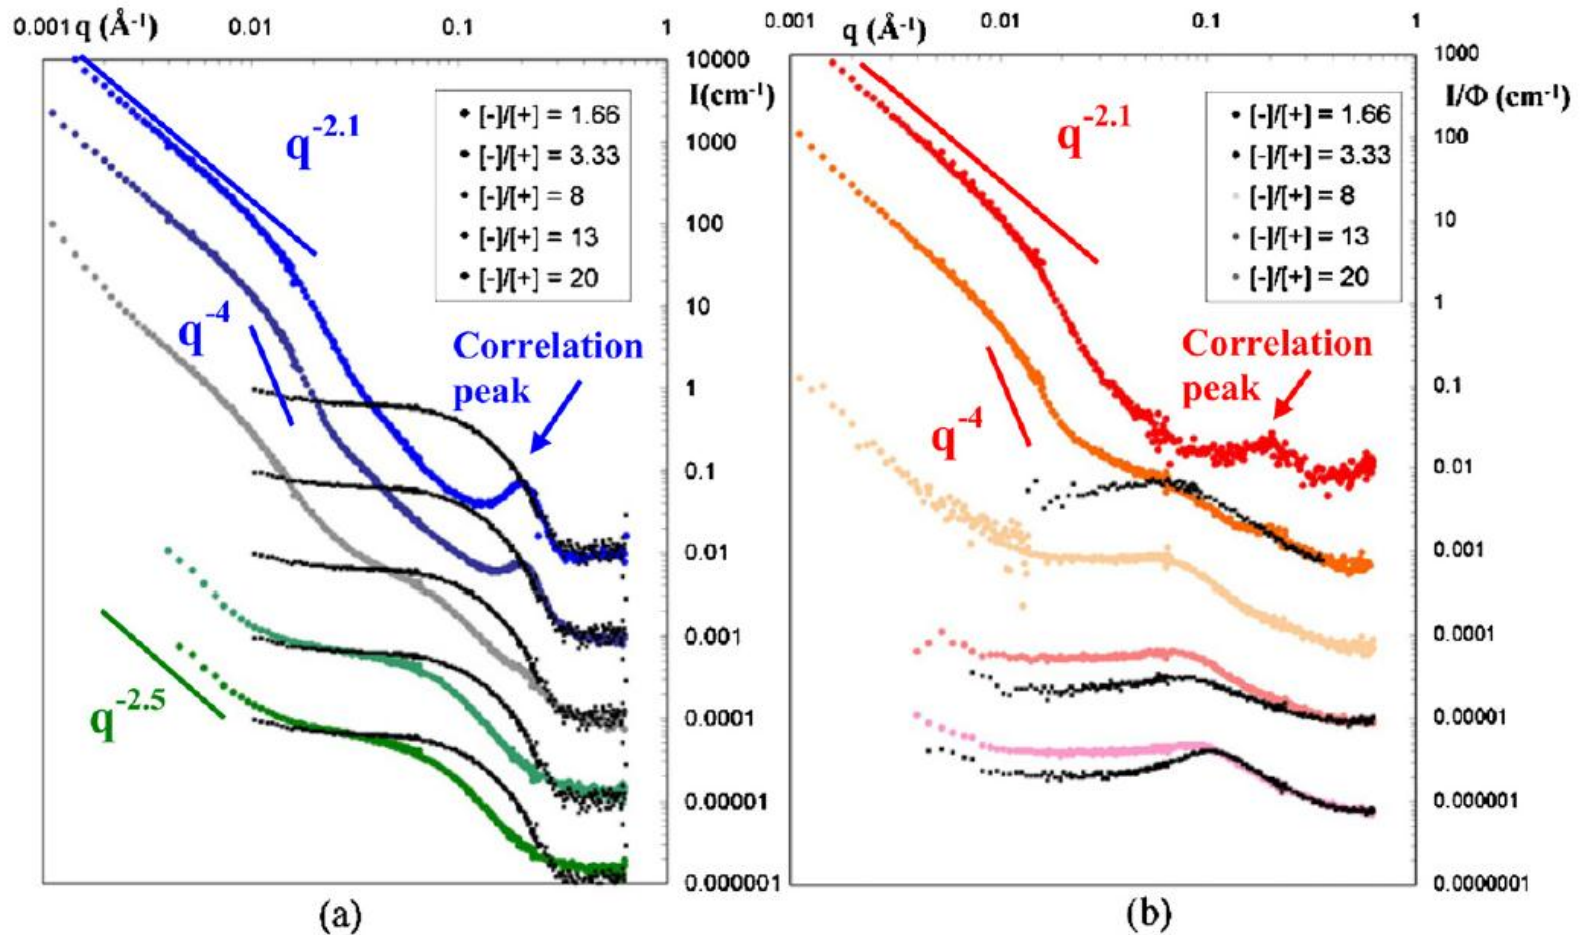 0.001 q (Å⁻¹) 0.01 0.1 1
10000
I(cm⁻¹)
1000
100
10
1
0.1
0.01
0.001
0.0001
0.00001
0.000001
[-]/[+] = 1.66
[-]/[+] = 3.33
[-]/[+] = 8
[-]/[+] = 13
[-]/[+] = 20
q⁻²·¹
q⁻⁴
Correlation
peak
q⁻²·⁵
(a)
0.001 q (Å⁻¹) 0.01 0.1 1
1000
I/Φ (cm⁻¹)
100
10
1
0.1
0.01
0.001
0.0001
0.00001
0.000001
0.0000001
[-]/[+] = 1.66
[-]/[+] = 3.33
[-]/[+] = 8
[-]/[+] = 13
[-]/[+] = 20
q⁻²·¹
Correlation
peak
q⁻⁴
(b)